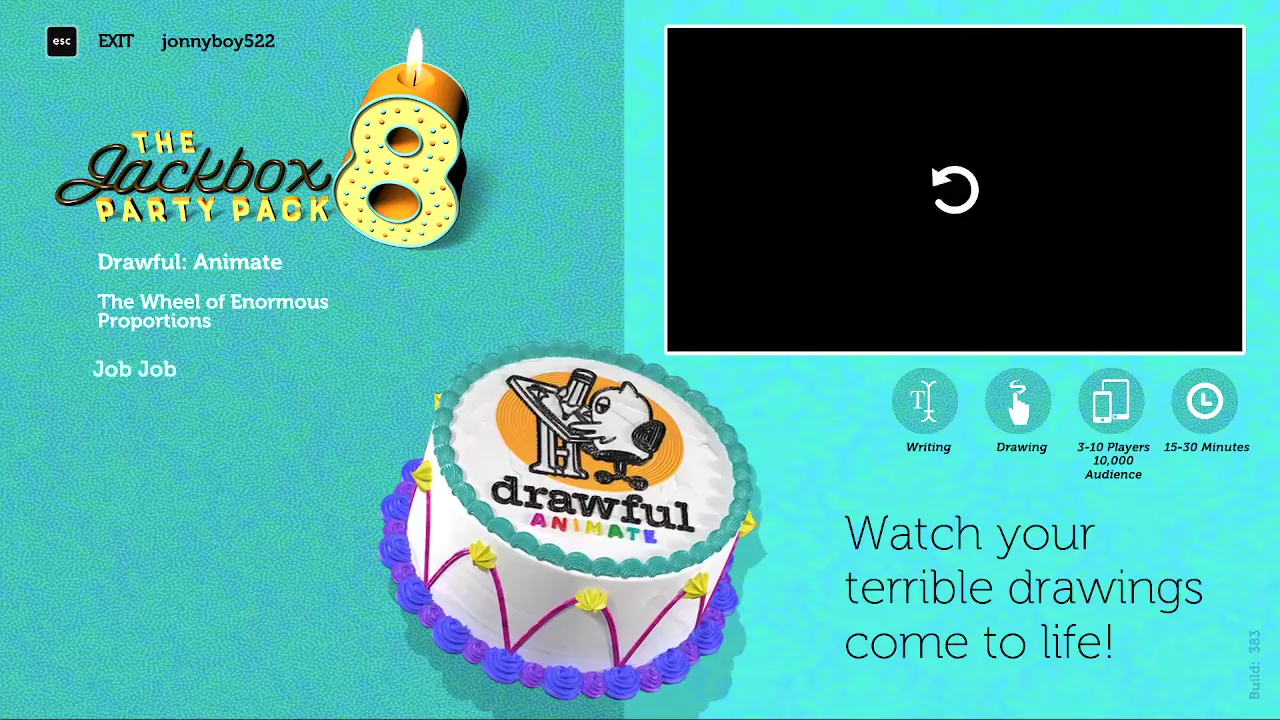 esc EXIT jonnyboy522
THE
Jackbox
PARTY PACK
8
Drawful: Animate
The Wheel of Enormous
Proportions
Job Job
drawful
ANIMATE
T
Writing
Drawing
3-10 Players
10,000
Audience
15-30 Minutes
Watch your
terrible drawings
come to life!
Build: 383